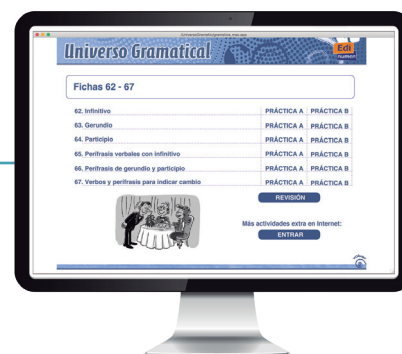 Universo Gramatical
Edi
numen
Fichas 62 - 67
62. Infinitivo PRÁCTICA A PRÁCTICA B
63. Gerundio PRÁCTICA A PRÁCTICA B
64. Participio PRÁCTICA A PRÁCTICA B
65. Perífrasis verbales con infinitivo PRÁCTICA A PRÁCTICA B
66. Perífrasis de gerundio y participio PRÁCTICA A PRÁCTICA B
67. Verbos y perífrasis para indicar cambio PRÁCTICA A PRÁCTICA B
REVISIÓN
Más actividades extra en Internet:
ENTRAR